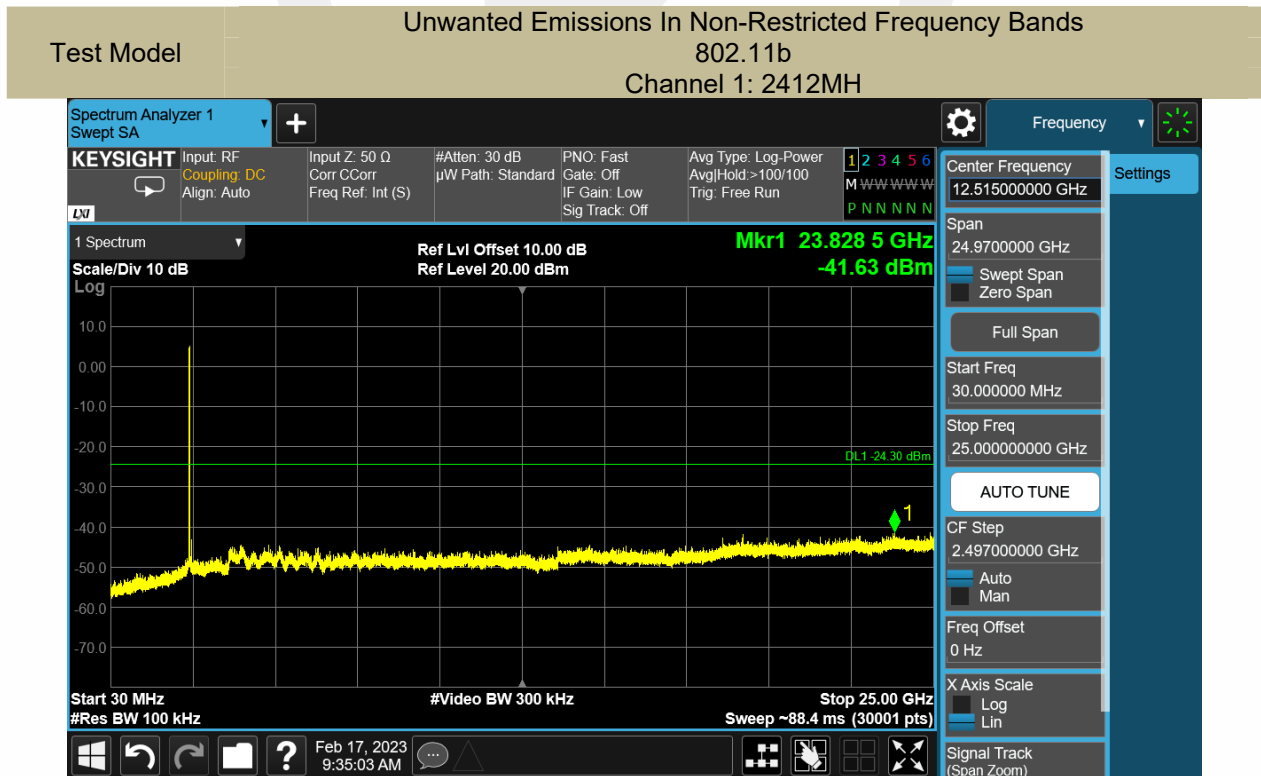 Test Model
Unwanted Emissions In Non-Restricted Frequency Bands
802.11b
Channel 1: 2412MH
Spectrum Analyzer 1
Swept SA
+
Frequency
KEYSIGHT
LXI
Input: RF
Coupling: DC
Align: Auto
Input Z: 50 Ω
Corr CCorr
Freq Ref: Int (S)
#Atten: 30 dB
µW Path: Standard
PNO: Fast
Gate: Off
IF Gain: Low
Sig Track: Off
Avg Type: Log-Power
Avg|Hold:>100/100
Trig: Free Run
1 2 3 4 5 6
M W W W W W
P N N N N N
1 Spectrum
Scale/Div 10 dB
Log
Ref Lvl Offset 10.00 dB
Ref Level 20.00 dBm
Mkr1 23.828 5 GHz
-41.63 dBm
10.0
0.00
-10.0
-20.0
-30.0
-40.0
-50.0
-60.0
-70.0
DL1 -24.30 dBm
1
Start 30 MHz
#Res BW 100 kHz
#Video BW 300 kHz
Stop 25.00 GHz
Sweep ~88.4 ms (30001 pts)
?
Feb 17, 2023
9:35:03 AM
Center Frequency
12.515000000 GHz
Settings
Span
24.9700000 GHz
Swept Span
Zero Span
Full Span
Start Freq
30.000000 MHz
Stop Freq
25.000000000 GHz
AUTO TUNE
CF Step
2.497000000 GHz
Auto
Man
Freq Offset
0 Hz
X Axis Scale
Log
Lin
Signal Track
(Span Zoom)